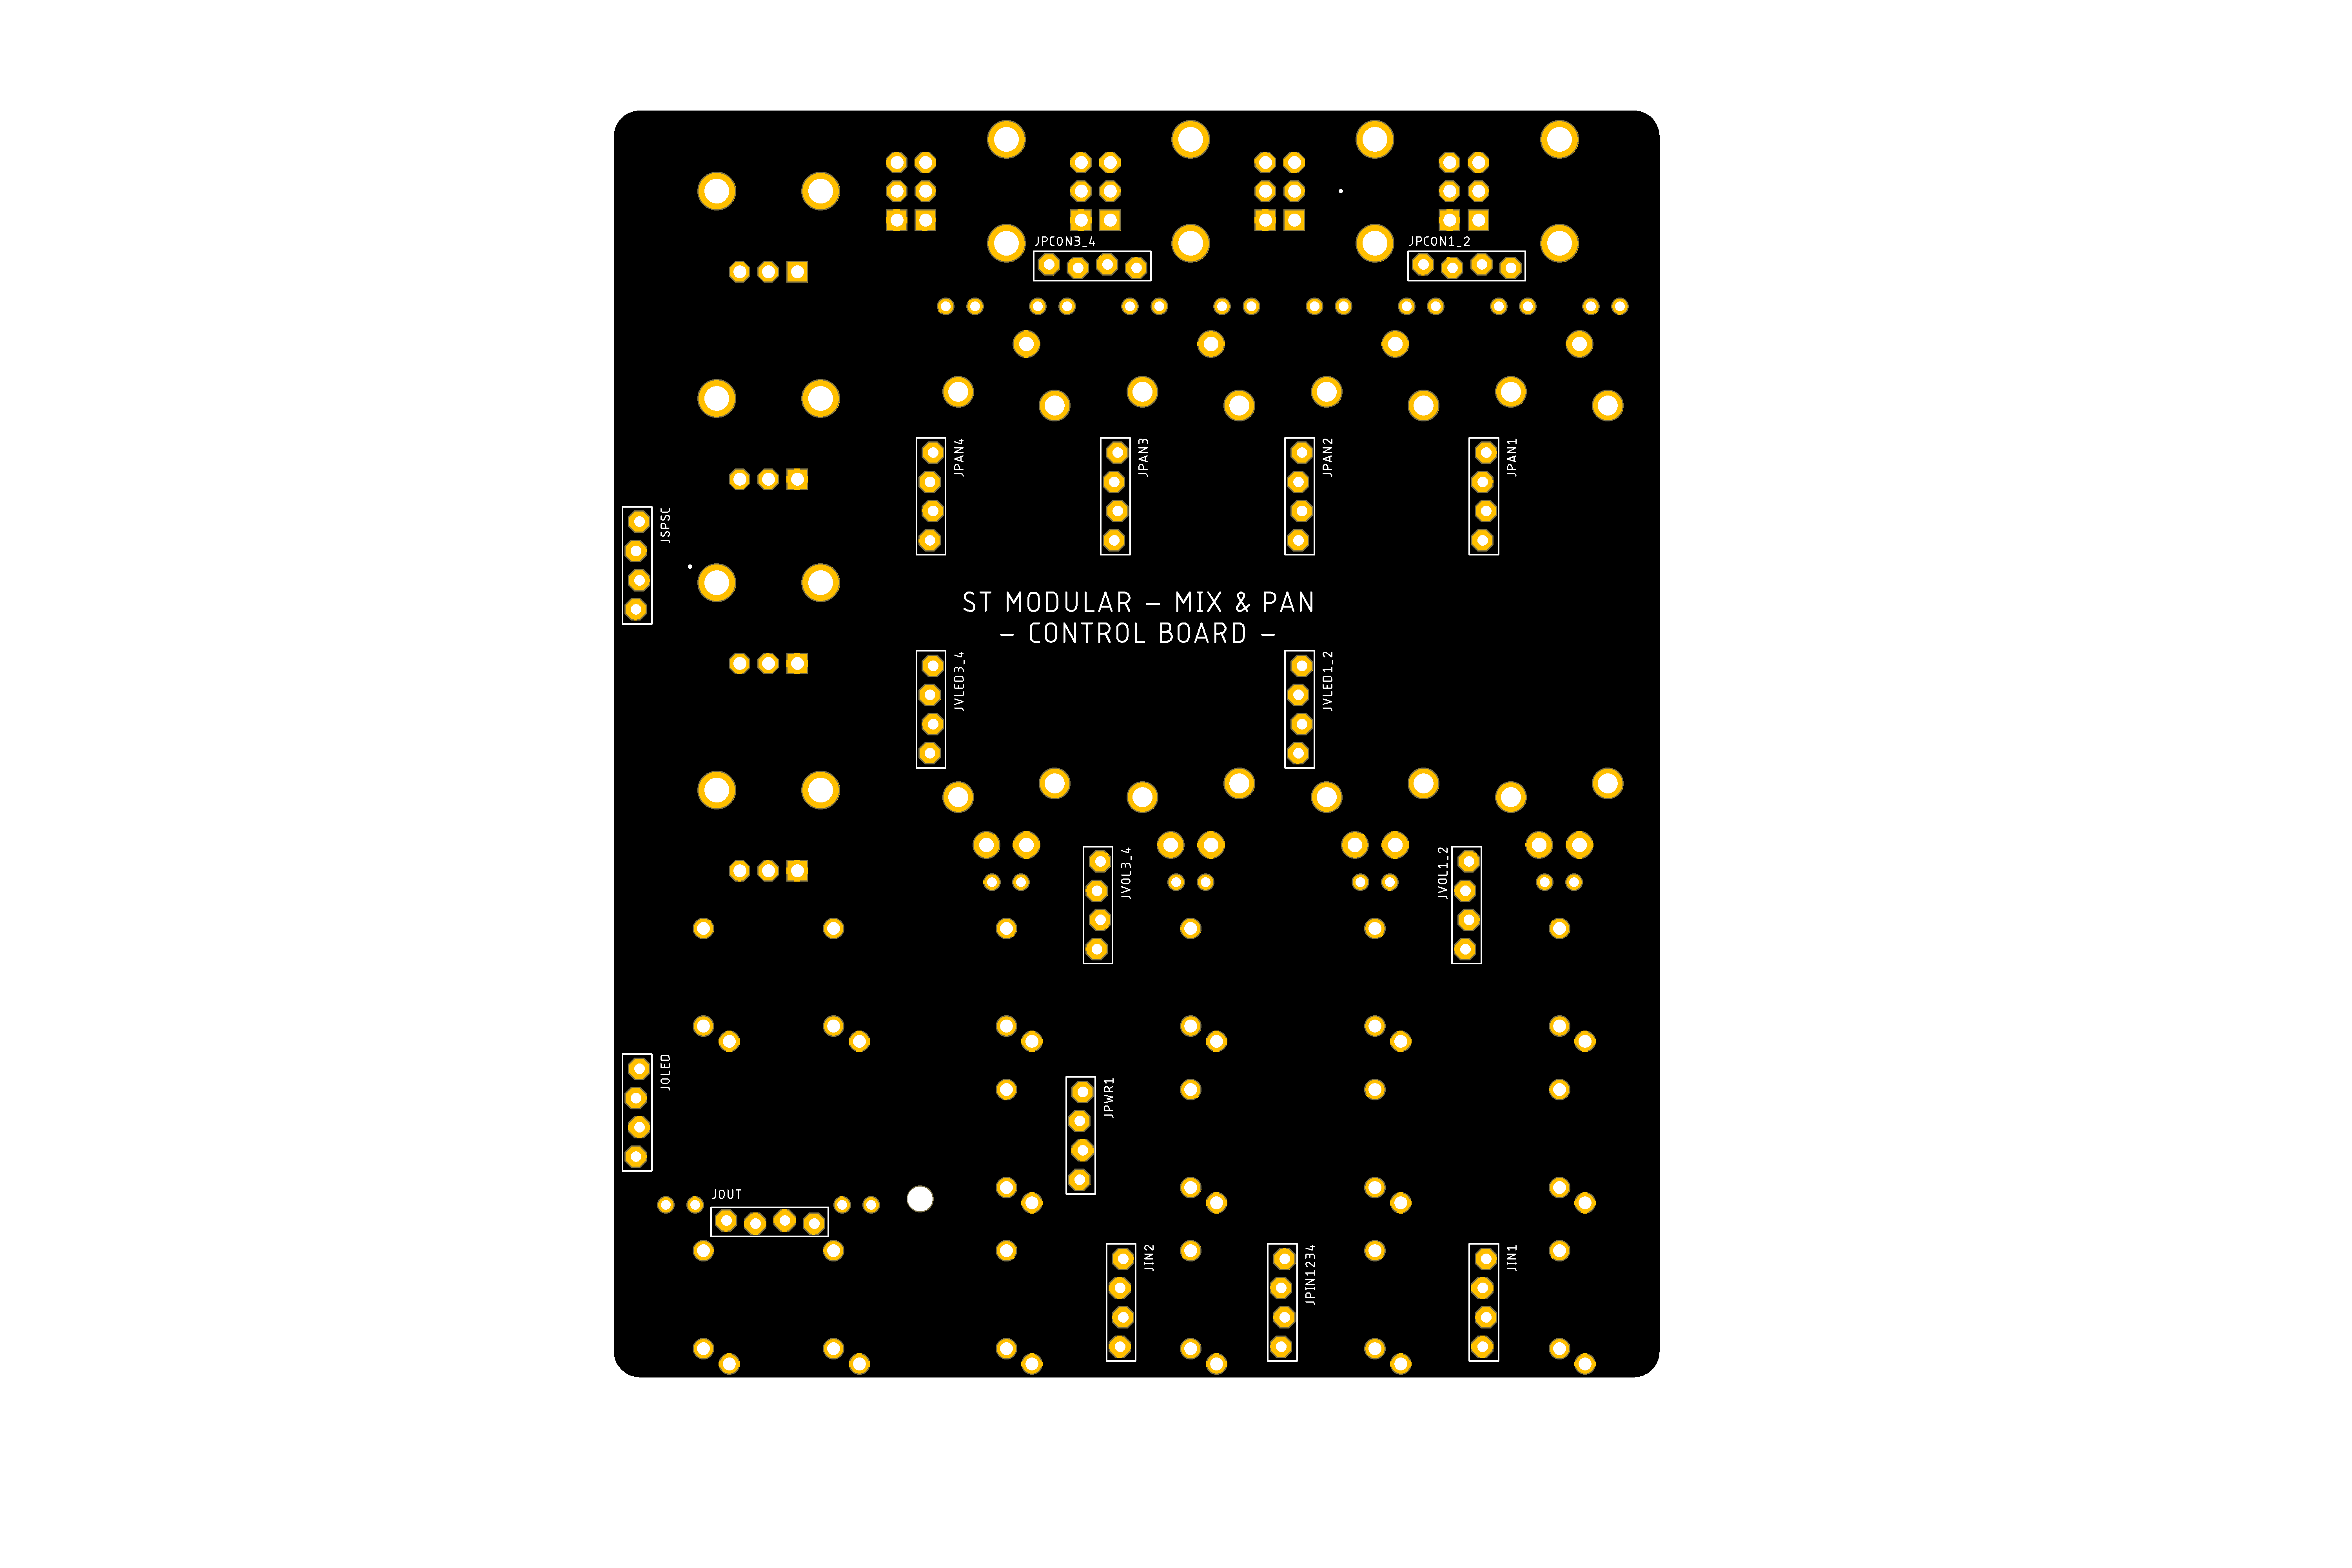 JPCON3_4
JPCON1_2
JPAN4
JPAN3
JPAN2
JPAN1
JSPSC
ST MODULAR - MIX & PAN
- CONTROL BOARD -
JVLED3_4
JVLED1_2
JVOL3_4
JVOL1_2
JOLED
JPWR1
JOUT
JIN2
JPIN1234
JIN1